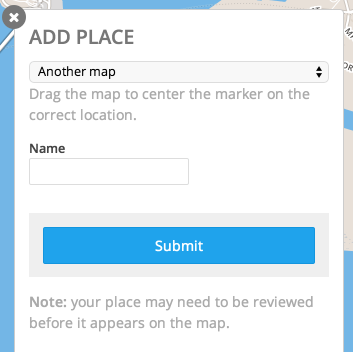 ADD PLACE
Another map
Drag the map to center the marker on the
correct location.
Name
Submit
Note: your place may need to be reviewed
before it appears on the map.